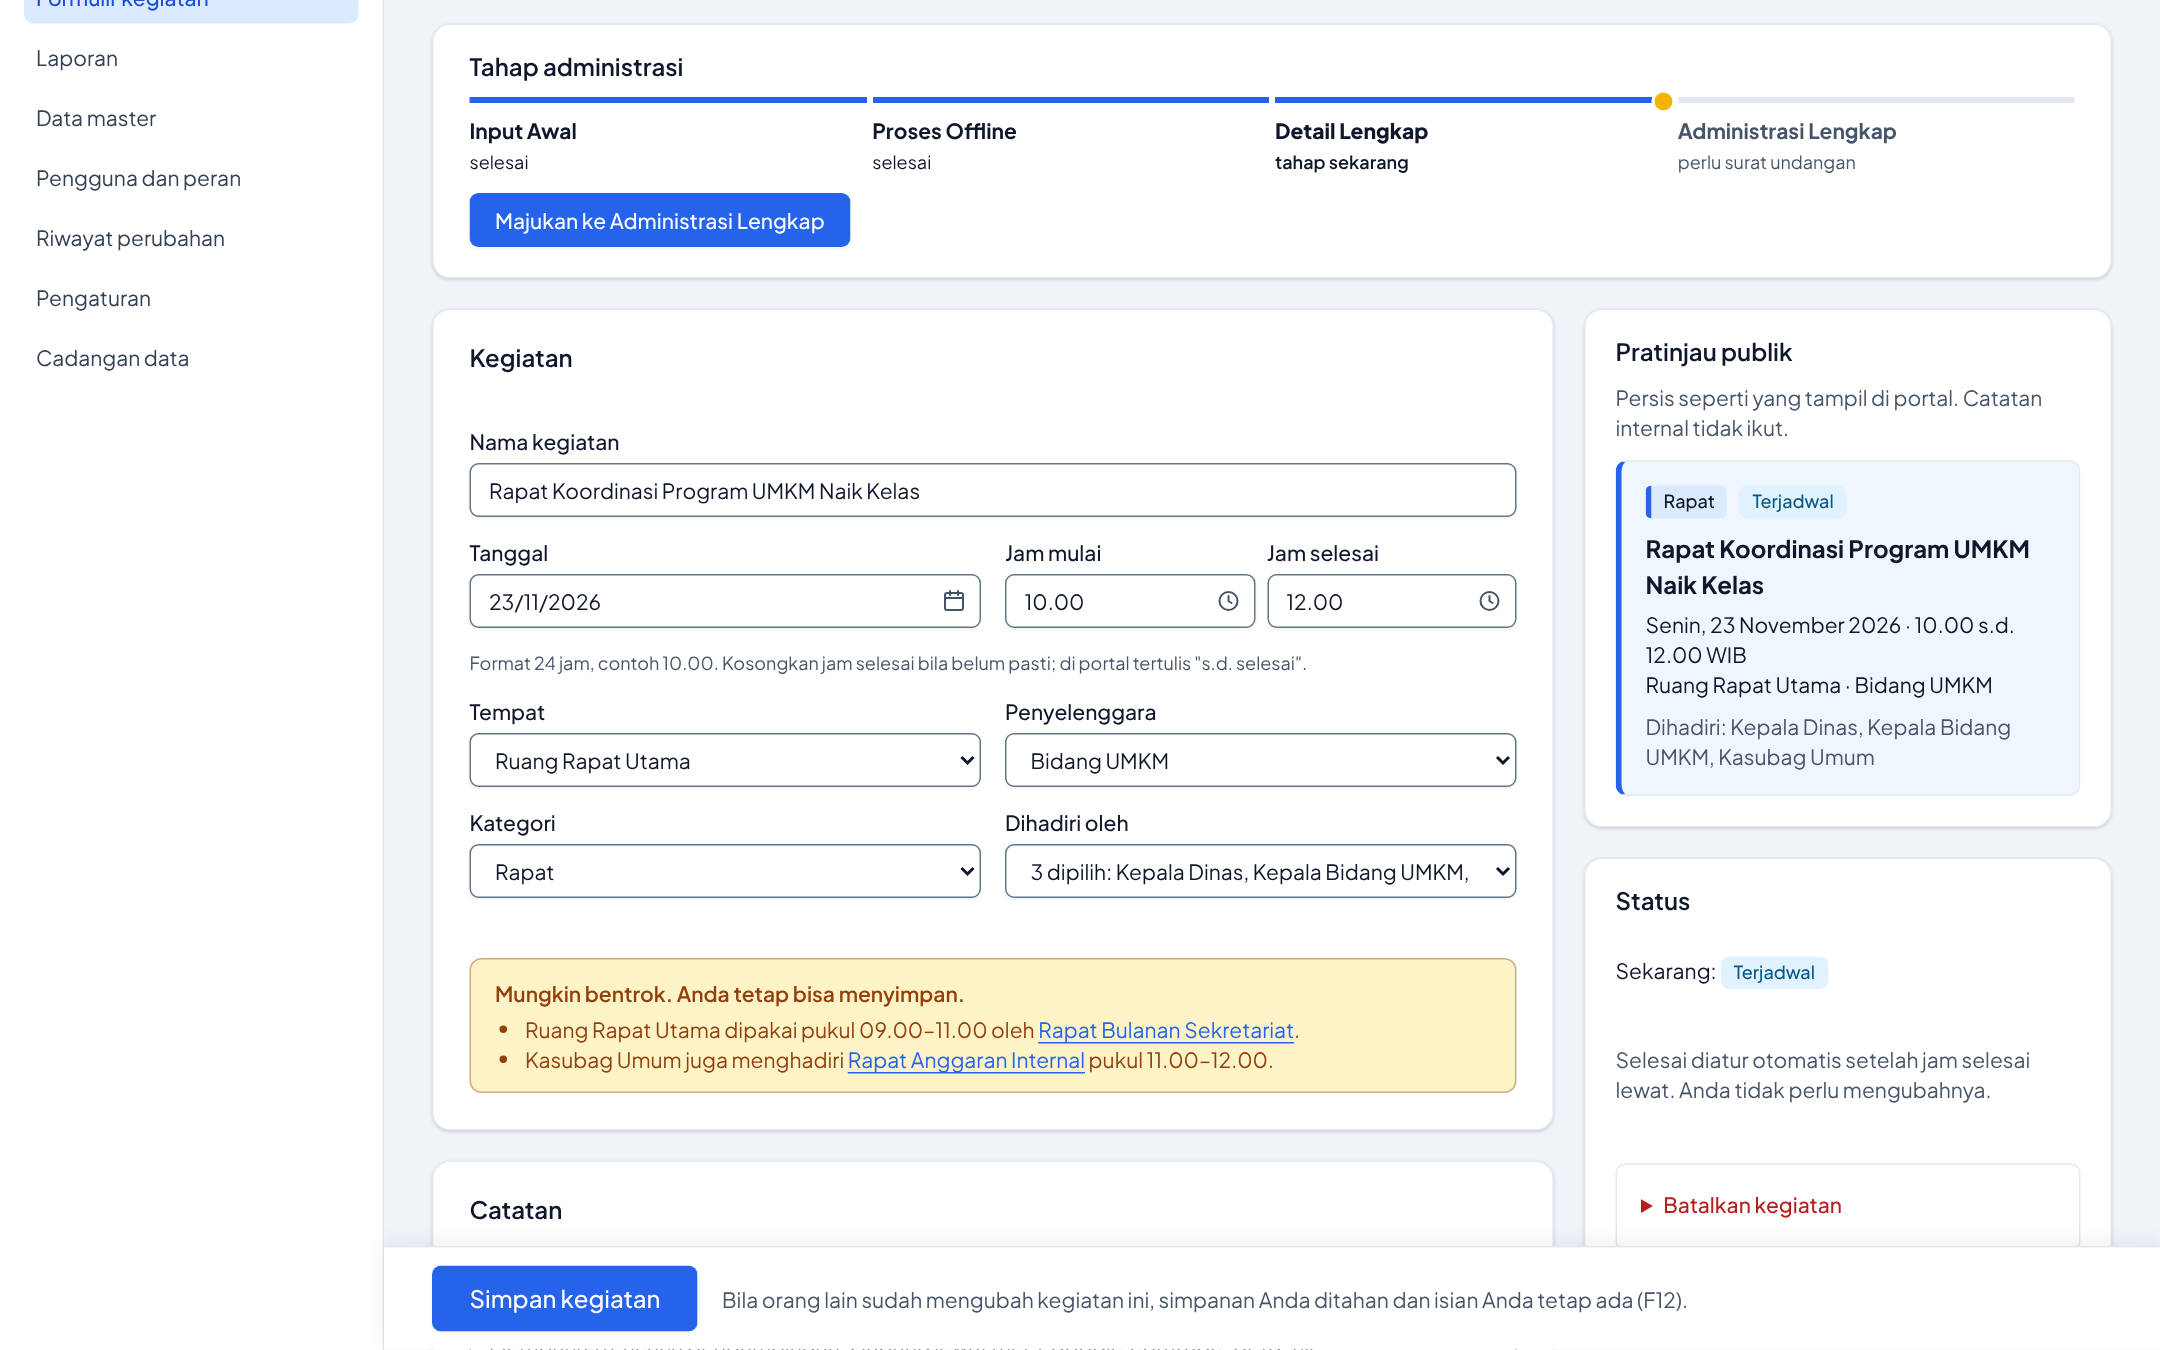 Formulir kegiatan
Laporan
Data master
Pengguna dan peran
Riwayat perubahan
Pengaturan
Cadangan data
Tahap administrasi
Input Awal
selesai
Proses Offline
selesai
Detail Lengkap
tahap sekarang
Administrasi Lengkap
perlu surat undangan
Majukan ke Administrasi Lengkap
Kegiatan
Nama kegiatan
Rapat Koordinasi Program UMKM Naik Kelas
Tanggal
23/11/2026
Jam mulai
10.00
Jam selesai
12.00
Format 24 jam, contoh 10.00. Kosongkan jam selesai bila belum pasti; di portal tertulis "s.d. selesai".
Tempat
Ruang Rapat Utama
Penyelenggara
Bidang UMKM
Kategori
Rapat
Dihadiri oleh
3 dipilih: Kepala Dinas, Kepala Bidang UMKM,
Mungkin bentrok. Anda tetap bisa menyimpan.
• Ruang Rapat Utama dipakai pukul 09.00–11.00 oleh Rapat Bulanan Sekretariat.
• Kasubag Umum juga menghadiri Rapat Anggaran Internal pukul 11.00–12.00.
Catatan
Pratinjau publik
Persis seperti yang tampil di portal. Catatan
internal tidak ikut.
Rapat
Terjadwal
Rapat Koordinasi Program UMKM
Naik Kelas
Senin, 23 November 2026 · 10.00 s.d.
12.00 WIB
Ruang Rapat Utama · Bidang UMKM
Dihadiri: Kepala Dinas, Kepala Bidang
UMKM, Kasubag Umum
Status
Sekarang: Terjadwal
Selesai diatur otomatis setelah jam selesai
lewat. Anda tidak perlu mengubahnya.
Batalkan kegiatan
Simpan kegiatan
Bila orang lain sudah mengubah kegiatan ini, simpanan Anda ditahan dan isian Anda tetap ada (F12).